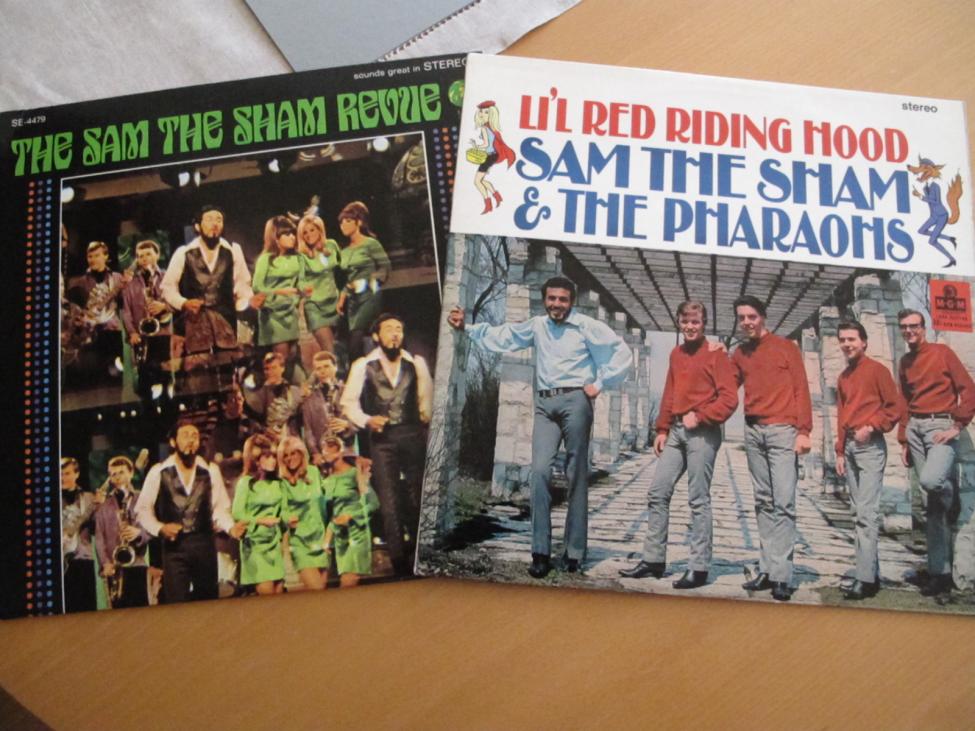 sounds great in STEREO
SE-4479
THE SAM THE SHAM REVUE
stereo
LI'L RED RIDING HOOD
SAM THE SHAM
& THE PHARAOHS
MGM